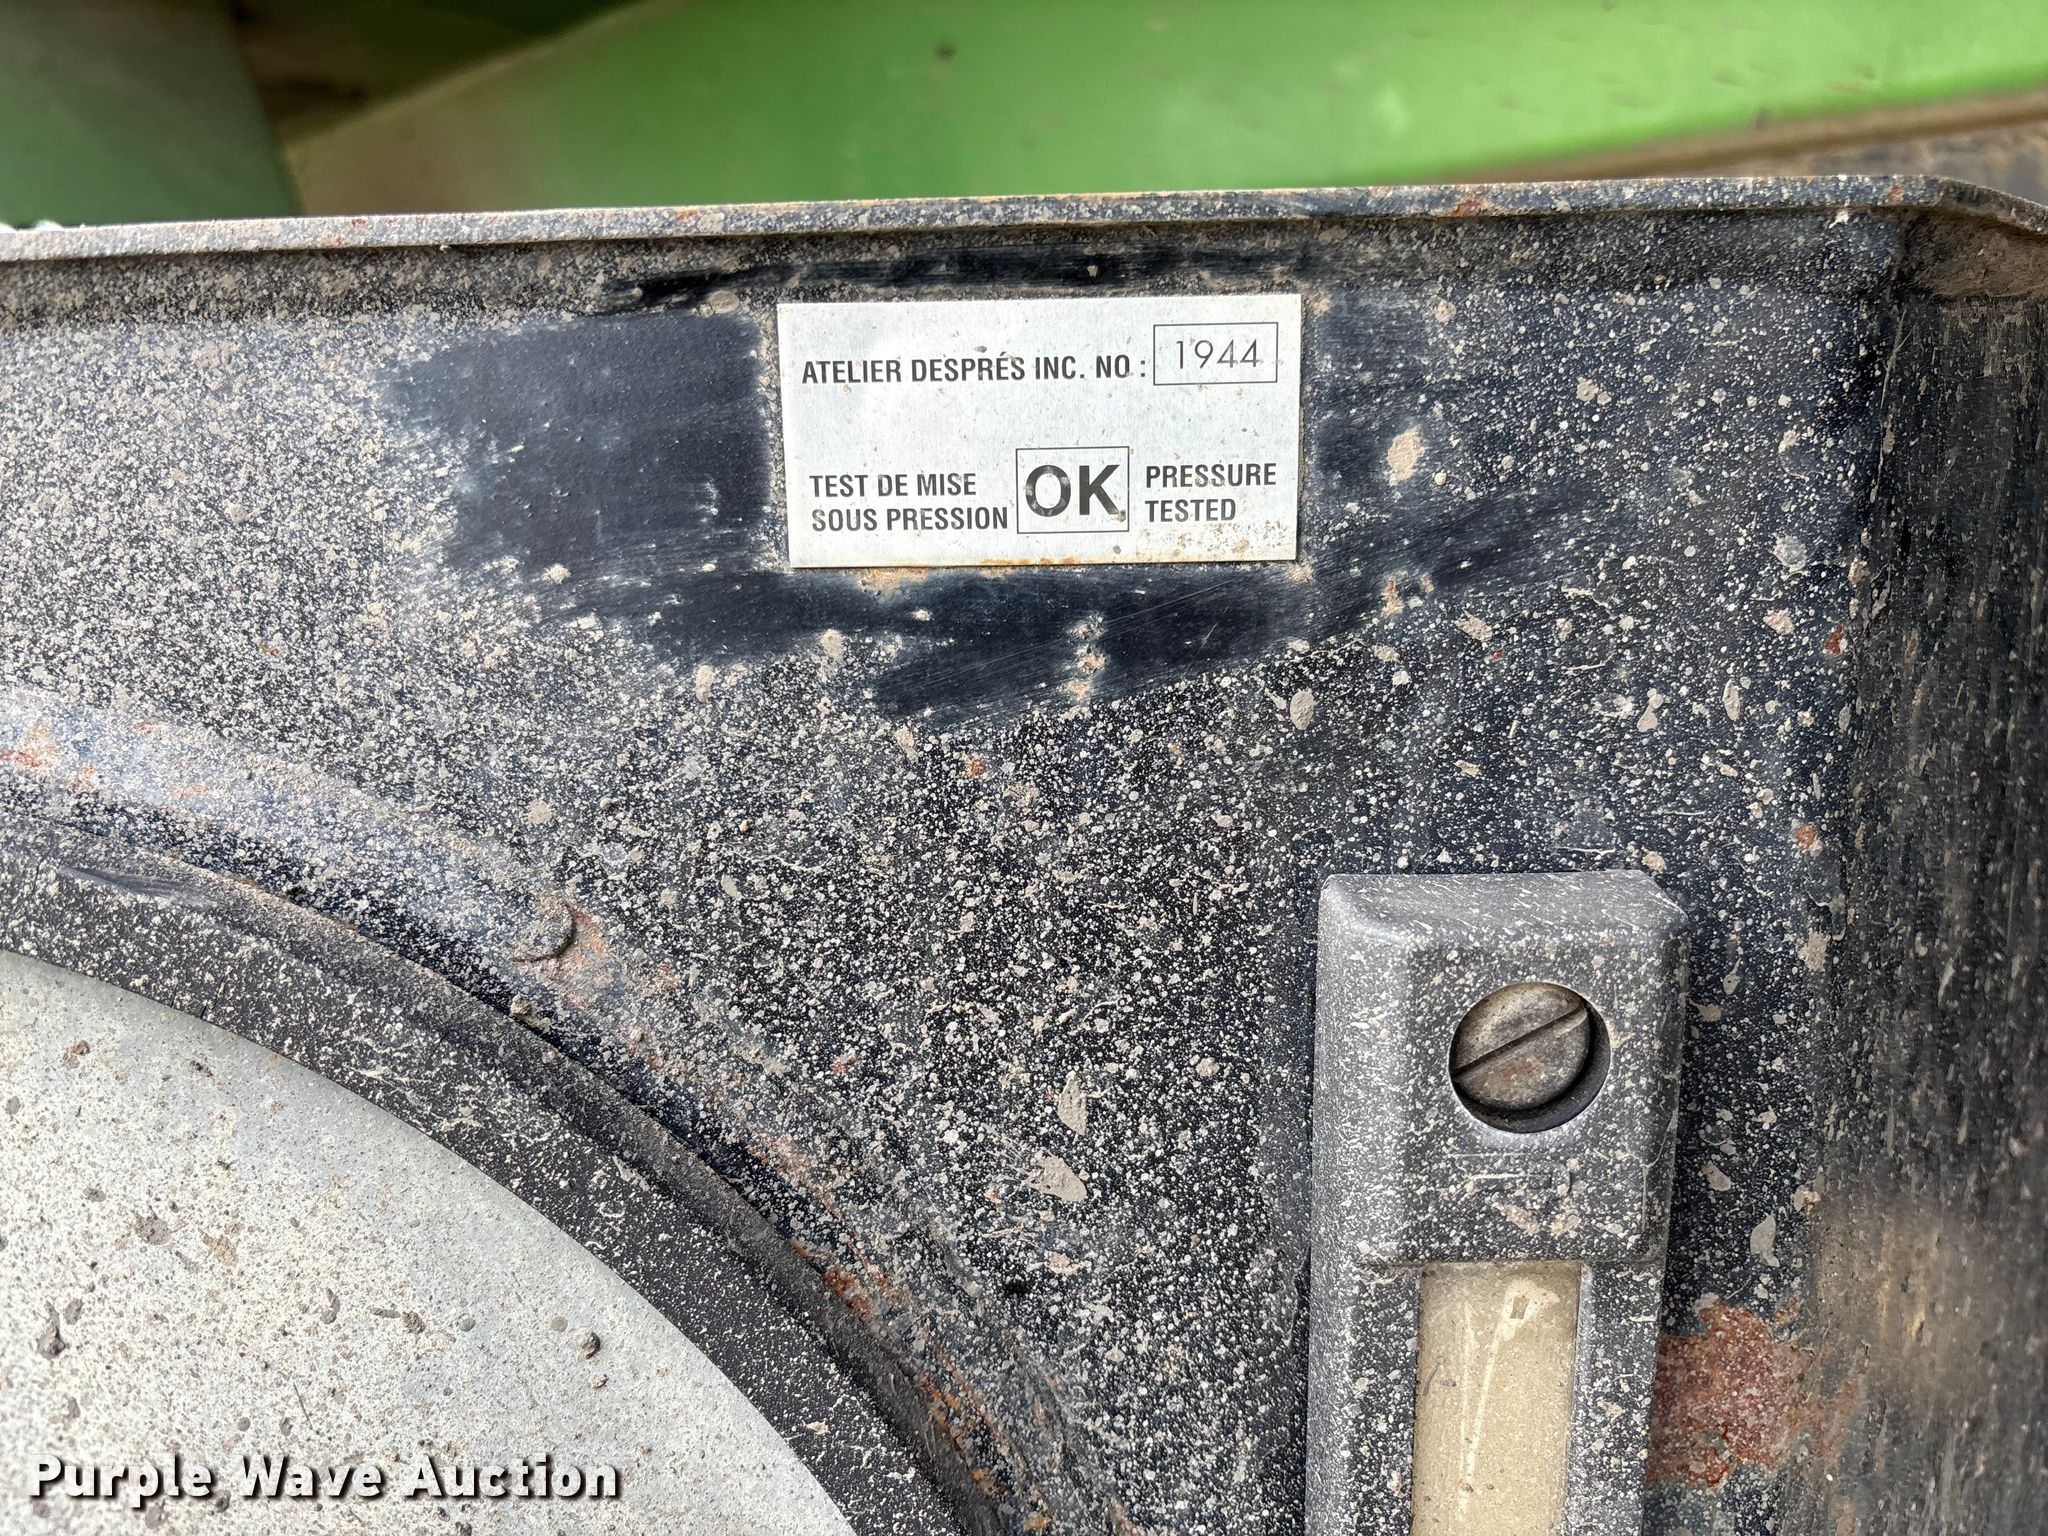 ATELIER DESPRÉS INC. NO : 1944
TEST DE MISE
SOUS PRESSION
OK
PRESSURE
TESTED
Purple Wave Auction